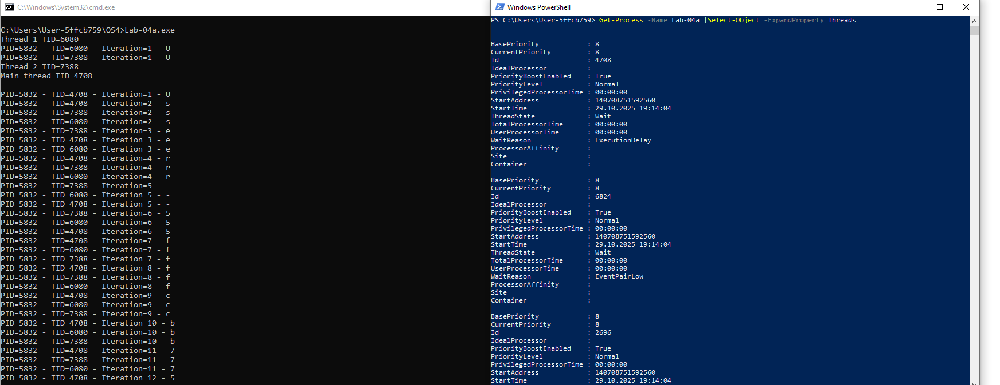 C:\Windows\System32\cmd.exe
C:\Users\User-5ffcb759\OS4>Lab-04a.exe
Thread 1 TID=6080
PID=5832 - TID=6080 - Iteration=1 - U
PID=5832 - TID=7388 - Iteration=1 - U
Thread 2 TID=7388
Main thread TID=4708
PID=5832 - TID=4708 - Iteration=1 - U
PID=5832 - TID=4708 - Iteration=2 - s
PID=5832 - TID=7388 - Iteration=2 - s
PID=5832 - TID=6080 - Iteration=2 - s
PID=5832 - TID=7388 - Iteration=3 - e
PID=5832 - TID=4708 - Iteration=3 - e
PID=5832 - TID=6080 - Iteration=3 - e
PID=5832 - TID=4708 - Iteration=4 - r
PID=5832 - TID=7388 - Iteration=4 - r
PID=5832 - TID=6080 - Iteration=4 - r
PID=5832 - TID=7388 - Iteration=5 - -
PID=5832 - TID=6080 - Iteration=5 - -
PID=5832 - TID=4708 - Iteration=5 - -
PID=5832 - TID=7388 - Iteration=6 - 5
PID=5832 - TID=6080 - Iteration=6 - 5
PID=5832 - TID=4708 - Iteration=6 - 5
PID=5832 - TID=4708 - Iteration=7 - f
PID=5832 - TID=6080 - Iteration=7 - f
PID=5832 - TID=7388 - Iteration=7 - f
PID=5832 - TID=4708 - Iteration=8 - f
PID=5832 - TID=7388 - Iteration=8 - f
PID=5832 - TID=6080 - Iteration=8 - f
PID=5832 - TID=4708 - Iteration=9 - c
PID=5832 - TID=6080 - Iteration=9 - c
PID=5832 - TID=7388 - Iteration=9 - c
PID=5832 - TID=4708 - Iteration=10 - b
PID=5832 - TID=6080 - Iteration=10 - b
PID=5832 - TID=7388 - Iteration=10 - b
PID=5832 - TID=4708 - Iteration=11 - 7
PID=5832 - TID=7388 - Iteration=11 - 7
PID=5832 - TID=6080 - Iteration=11 - 7
PID=5832 - TID=4708 - Iteration=12 - 5
Windows PowerShell
PS C:\Users\User-5ffcb759> Get-Process -Name Lab-04a |Select-Object -ExpandProperty Threads
BasePriority : 8
CurrentPriority : 8
Id : 4708
IdealProcessor :
PriorityBoostEnabled : True
PriorityLevel : Normal
PrivilegedProcessorTime : 00:00:00
StartAddress : 140708751592560
StartTime : 29.10.2025 19:14:04
ThreadState : Wait
TotalProcessorTime : 00:00:00
UserProcessorTime : 00:00:00
WaitReason : ExecutionDelay
ProcessorAffinity :
Site :
Container :
BasePriority : 8
CurrentPriority : 8
Id : 6824
IdealProcessor :
PriorityBoostEnabled : True
PriorityLevel : Normal
PrivilegedProcessorTime : 00:00:00
StartAddress : 140708751592560
StartTime : 29.10.2025 19:14:04
ThreadState : Wait
TotalProcessorTime : 00:00:00
UserProcessorTime : 00:00:00
WaitReason : EventPairLow
ProcessorAffinity :
Site :
Container :
BasePriority : 8
CurrentPriority : 8
Id : 2696
IdealProcessor :
PriorityBoostEnabled : True
PriorityLevel : Normal
PrivilegedProcessorTime : 00:00:00
StartAddress : 140708751592560
StartTime : 29.10.2025 19:14:04